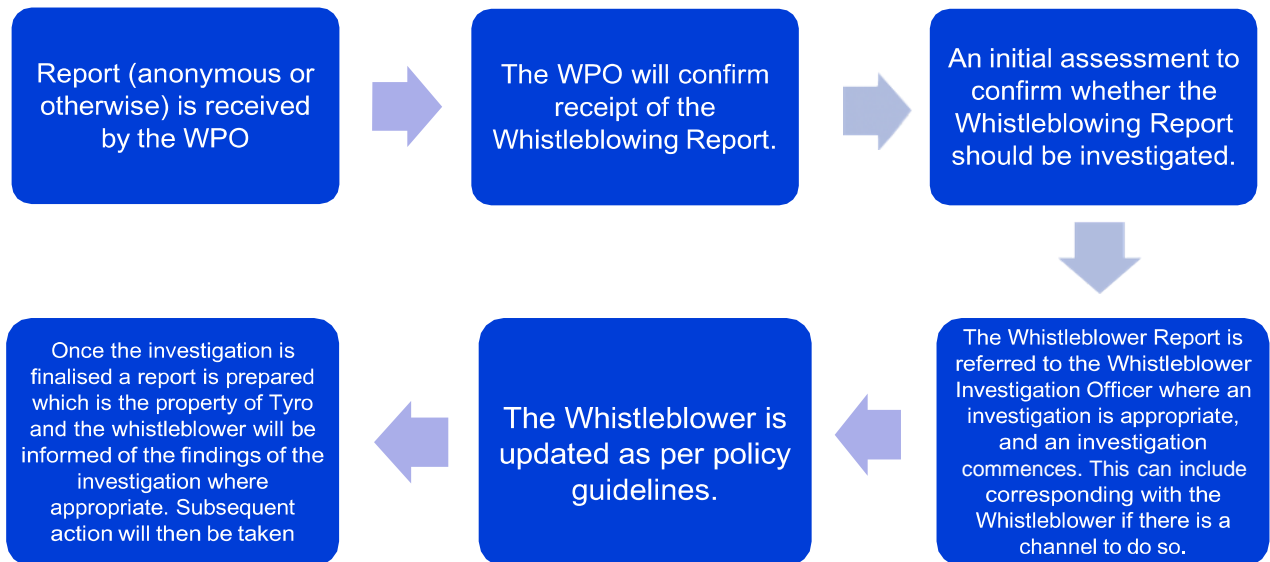 Report (anonymous or
otherwise) is received
by the WPO
The WPO will confirm
receipt of the
Whistleblowing Report.
An initial assessment to
confirm whether the
Whistleblowing Report
should be investigated.
The Whistleblower Report is
referred to the Whistleblower
Investigation Officer where an
investigation is appropriate,
and an investigation
commences. This can include
corresponding with the
Whistleblower if there is a
channel to do so.
The Whistleblower is
updated as per policy
guidelines.
Once the investigation is
finalised a report is prepared
which is the property of Tyro
and the whistleblower will be
informed of the findings of the
investigation where
appropriate. Subsequent
action will then be taken